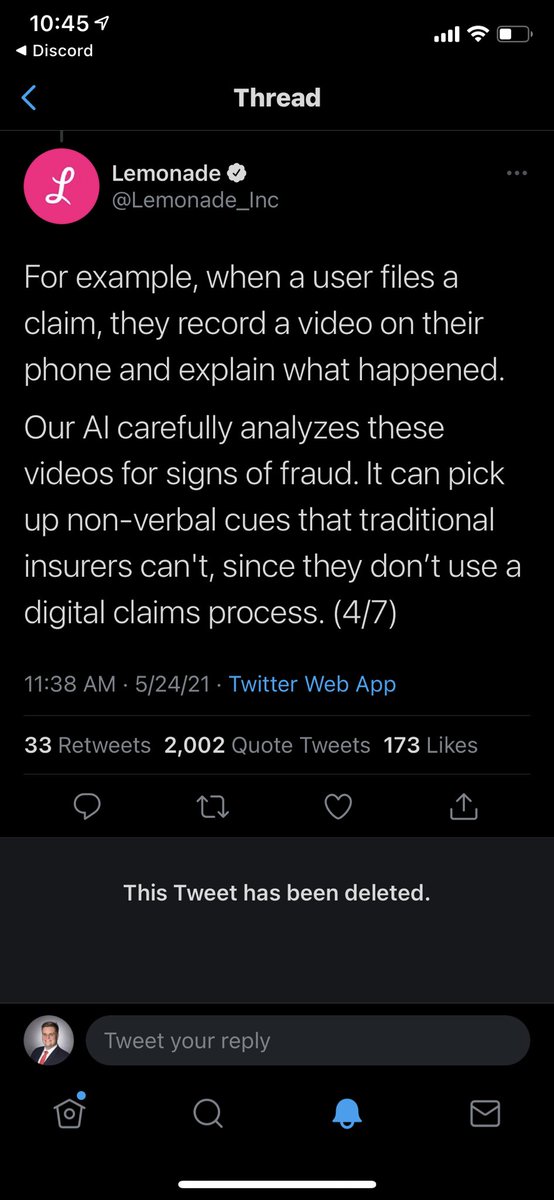 10:45
◀ Discord
Thread
Lemonade
@Lemonade_Inc
For example, when a user files a
claim, they record a video on their
phone and explain what happened.
Our AI carefully analyzes these
videos for signs of fraud. It can pick
up non-verbal cues that traditional
insurers can't, since they don’t use a
digital claims process. (4/7)
11:38 AM · 5/24/21 · Twitter Web App
33 Retweets 2,002 Quote Tweets 173 Likes
This Tweet has been deleted.
Tweet your reply